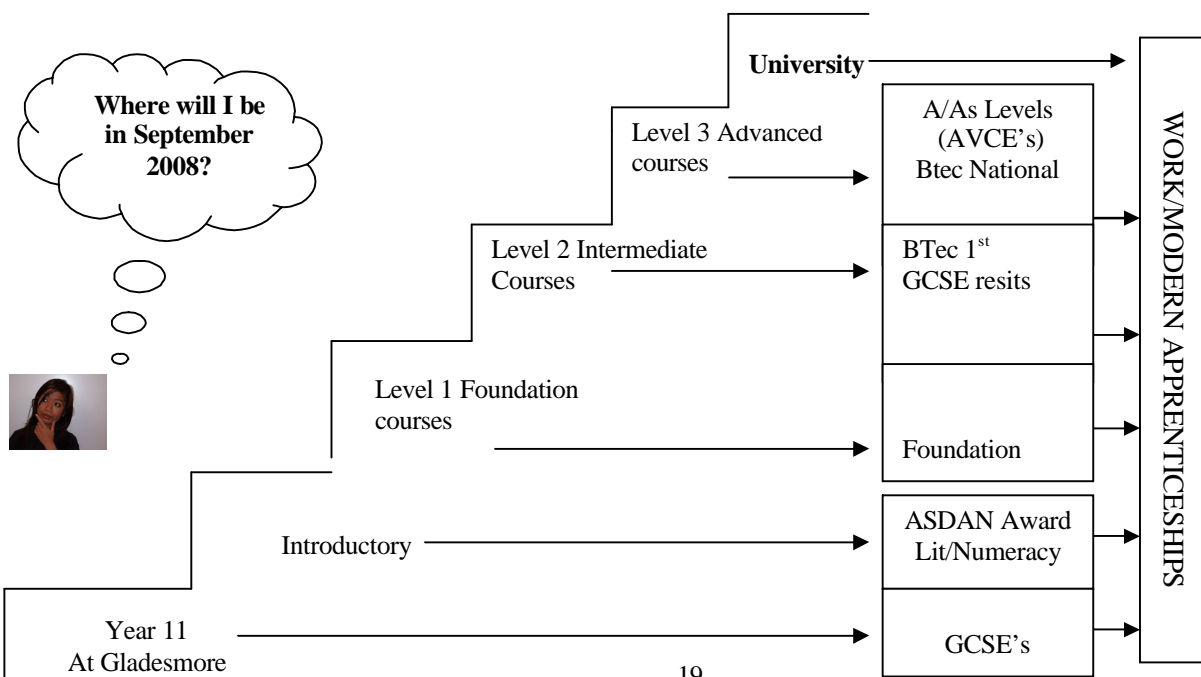 Where will I be
in September
2008?
University
Level 3 Advanced
courses
A/As Levels
(AVCE's)
Btec National
Level 2 Intermediate
Courses
BTec 1st
GCSE resits
Level 1 Foundation
courses
Foundation
Introductory
ASDAN Award
Lit/Numeracy
Year 11
At Gladesmore
GCSE's
WORK/MODERN APPRENTICESHIPS
19